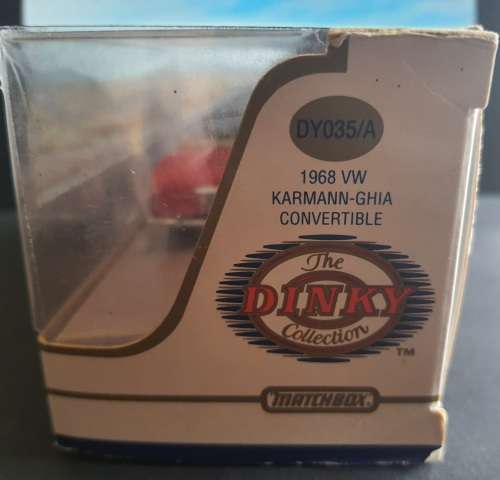 DY035/A
1968 VW
KARMANN-GHIA
CONVERTIBLE
The
DINKY
Collection
TM
MATCHBOX